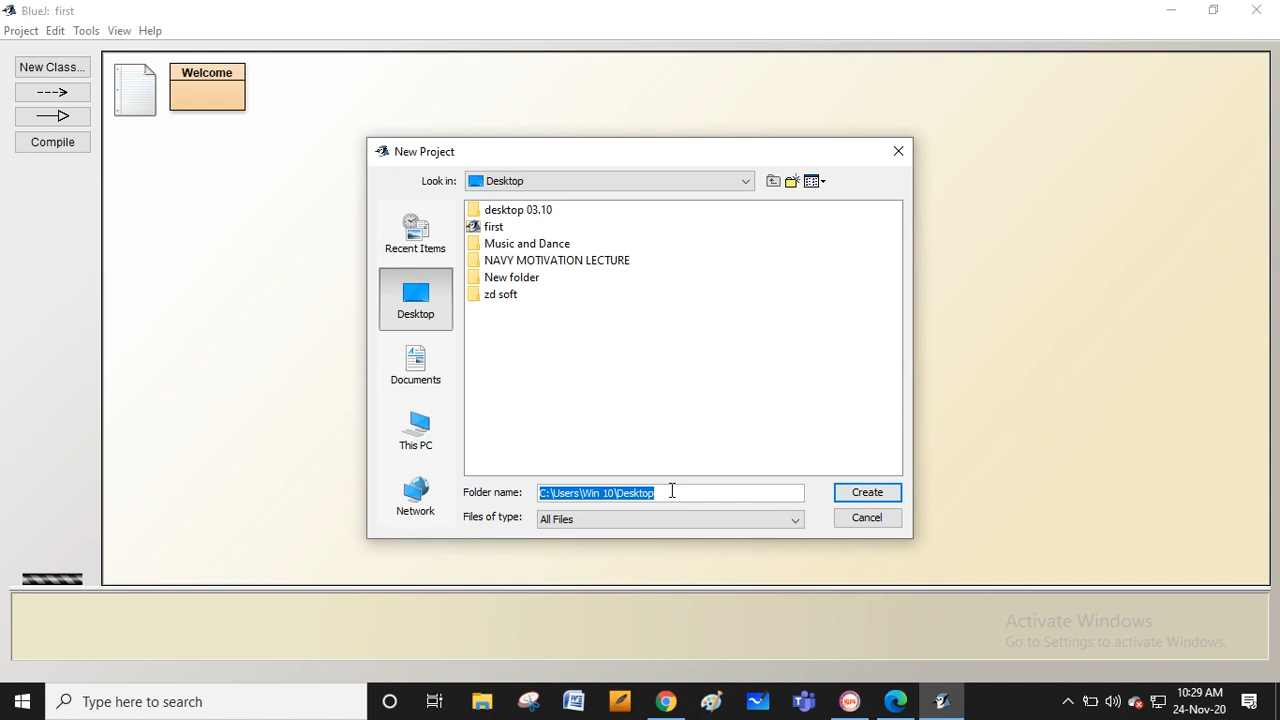 BlueJ: first
Project Edit Tools View Help
New Class...
Compile
Welcome
New Project
Look in: Desktop
Recent Items
Desktop
Documents
This PC
Network
desktop 03.10
first
Music and Dance
NAVY MOTIVATION LECTURE
New folder
zd soft
Folder name: C:\Users\Win 10\Desktop
Create
Files of type: All Files
Cancel
Activate Windows
Go to Settings to activate Windows.
Type here to search
10:29 AM
24-Nov-20